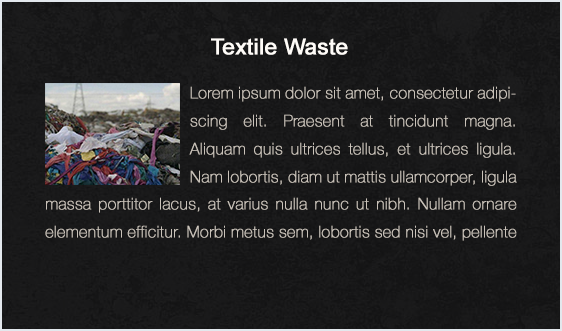 Textile Waste
Lorem ipsum dolor sit amet, consectetur adipi-
scing elit. Praesent at tincidunt magna.
Aliquam quis ultrices tellus, et ultrices ligula.
Nam lobortis, diam ut mattis ullamcorper, ligula
massa porttitor lacus, at varius nulla nunc ut nibh. Nullam ornare
elementum efficitur. Morbi metus sem, lobortis sed nisi vel, pellente